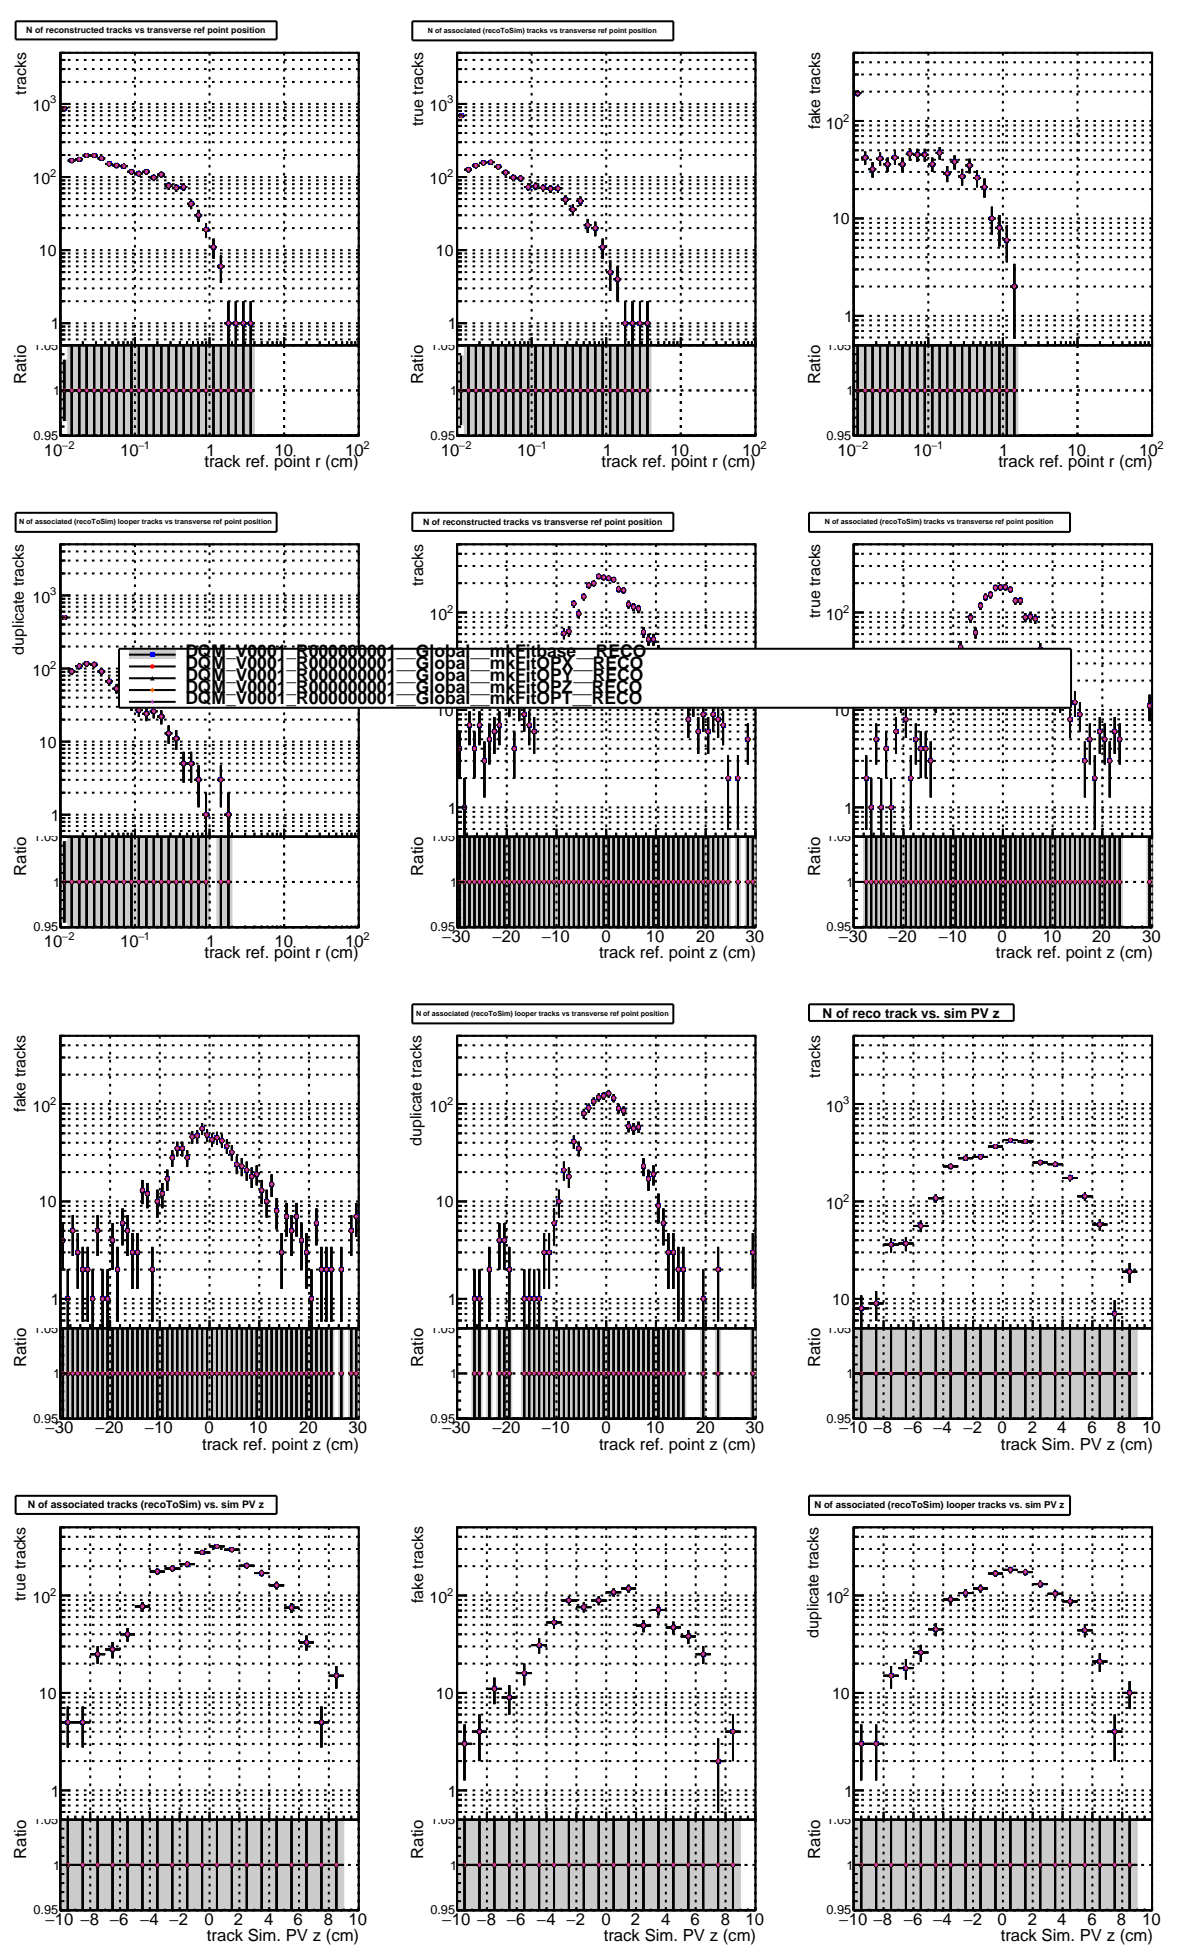 N of reconstructed tracks vs transverse ref point position
N of associated (recoToSim) tracks vs transverse ref point position
tracks
10³
10²
10
1
Ratio
1.05
1
0.95
10⁻² 10⁻¹ 1 10 10²
track ref. point r (cm)
true tracks
10³
10²
10
1
Ratio
1.05
1
0.95
10⁻² 10⁻¹ 1 10 10²
track ref. point r (cm)
fake tracks
10²
10
1
Ratio
1.05
1
0.95
10⁻² 10⁻¹ 1 10 10²
track ref. point r (cm)
N of associated (recoToSim) looper tracks vs transverse ref point position
N of reconstructed tracks vs transverse ref point position
N of associated (recoToSim) tracks vs transverse ref point position
duplicate tracks
10³
10²
10
1
Ratio
1.05
1
0.95
10⁻² 10⁻¹ 1 10 10²
track ref. point r (cm)
tracks
10²
10
1
Ratio
1.05
1
0.95
−30 −20 −10 0 10 20 30
track ref. point z (cm)
true tracks
10²
10
1
Ratio
1.05
1
0.95
−30 −20 −10 0 10 20 30
track ref. point z (cm)
DQM_V0001_R000000001__Global__mkFitbase__RECO
DQM_V0001_R000000001__Global__mkFitOPX__RECO
DQM_V0001_R000000001__Global__mkFitOPY__RECO
DQM_V0001_R000000001__Global__mkFitOPZ__RECO
DQM_V0001_R000000001__Global__mkFitOPT__RECO
N of associated (recoToSim) looper tracks vs transverse ref point position
N of reco track vs. sim PV z
fake tracks
10²
10
1
Ratio
1.05
1
0.95
−30 −20 −10 0 10 20 30
track ref. point z (cm)
duplicate tracks
10²
10
1
Ratio
1.05
1
0.95
−30 −20 −10 0 10 20 30
track ref. point z (cm)
tracks
10³
10²
10
Ratio
1.05
1
0.95
−10 −8 −6 −4 −2 0 2 4 6 8 10
track Sim. PV z (cm)
N of associated tracks (recoToSim) vs. sim PV z
N of associated (recoToSim) looper tracks vs. sim PV z
true tracks
10²
10
1
Ratio
1.05
1
0.95
−10 −8 −6 −4 −2 0 2 4 6 8 10
track Sim. PV z (cm)
fake tracks
10²
10
1
Ratio
1.05
1
0.95
−10 −8 −6 −4 −2 0 2 4 6 8 10
track Sim. PV z (cm)
duplicate tracks
10²
10
1
Ratio
1.05
1
0.95
−10 −8 −6 −4 −2 0 2 4 6 8 10
track Sim. PV z (cm)